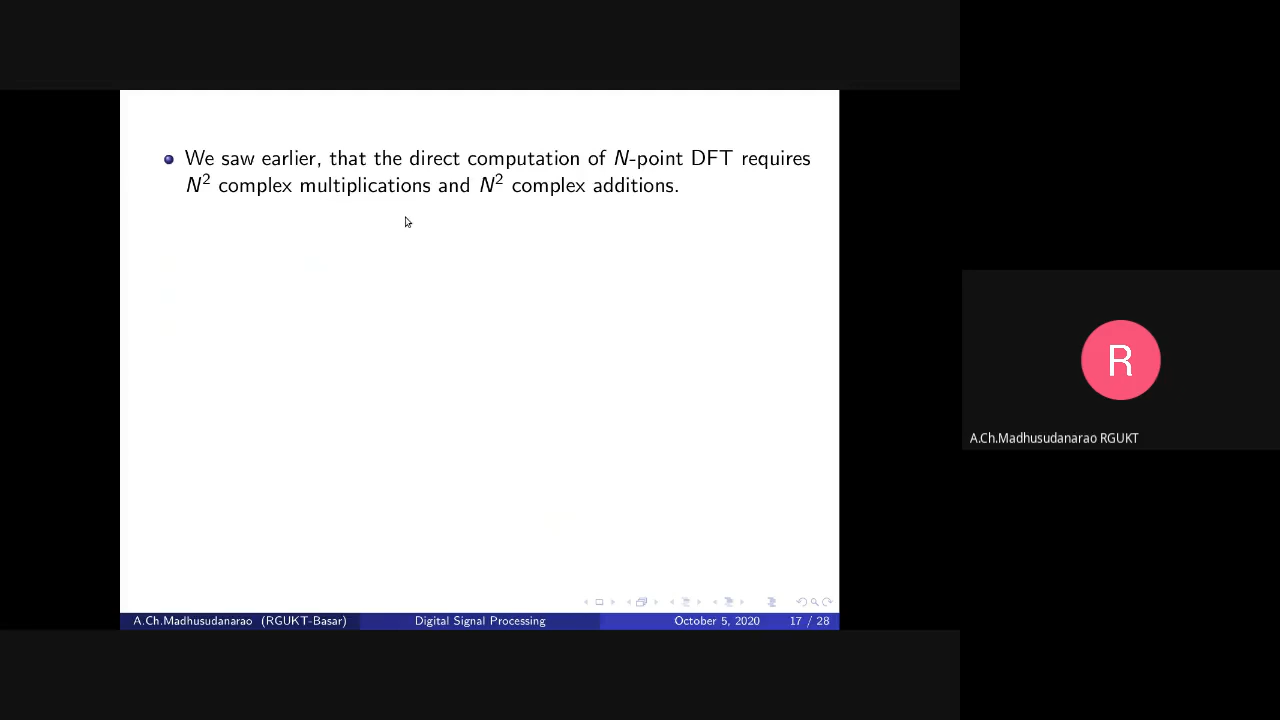 We saw earlier, that the direct computation of N-point DFT requires
N² complex multiplications and N² complex additions.
R
A.Ch.Madhusudanarao RGUKT
A.Ch.Madhusudanarao (RGUKT-Basar) Digital Signal Processing October 5, 2020 17 / 28